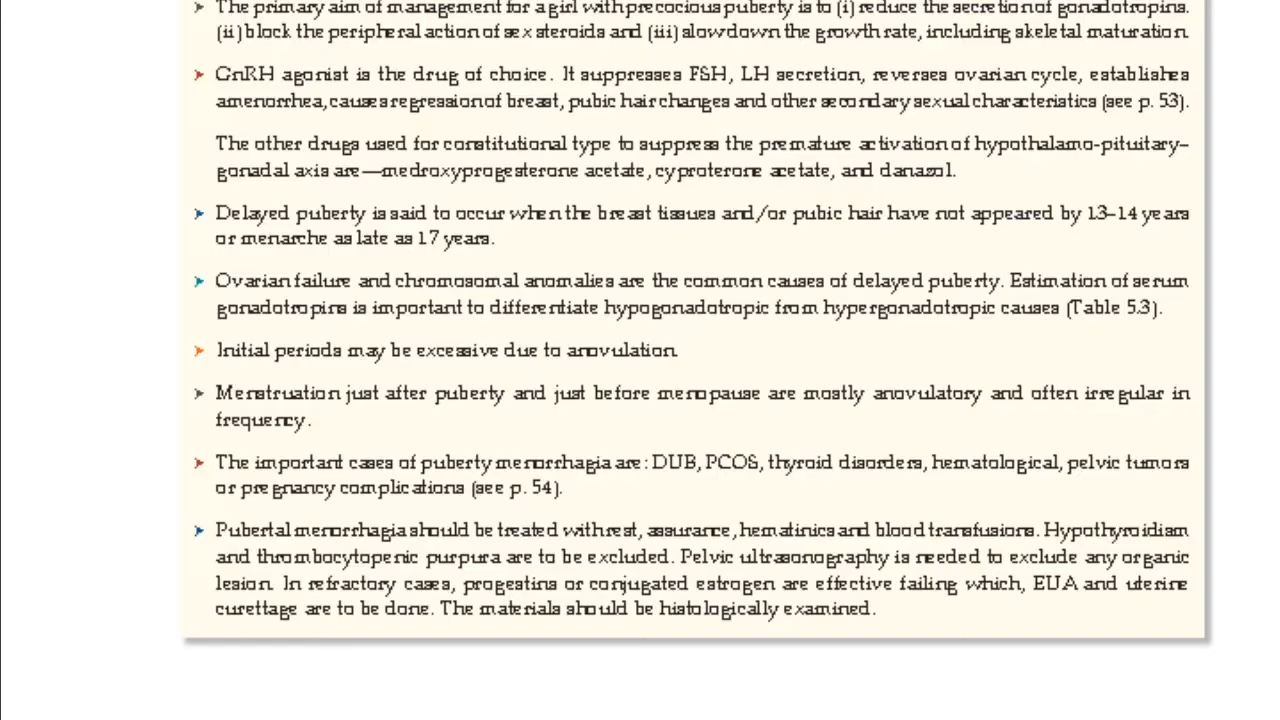 The primary aim of management for a girl with precocious puberty is to (i) reduce the secretion of gonadotropins.
(ii) block the peripheral action of sex steroids and (iii) slow down the growth rate, including skeletal maturation.
GnRH agonist is the drug of choice. It suppresses FSH, LH secretion, reverses ovarian cycle, establishes
amenorrhea, causes regression of breast, pubic hair changes and other secondary sexual characteristics (see p. 53).
The other drugs used for constitutional type to suppress the premature activation of hypothalamo-pituitary–
gonadal axis are—medroxyprogesterone acetate, cyproterone acetate, and danazol.
Delayed puberty is said to occur when the breast tissues and/or pubic hair have not appeared by 13–14 years
or menarche as late as 17 years.
Ovarian failure and chromosomal anomalies are the common causes of delayed puberty. Estimation of serum
gonadotropins is important to differentiate hypogonadotropic from hypergonadotropic causes (Table 5.3).
Initial periods may be excessive due to anovulation.
Menstruation just after puberty and just before menopause are mostly anovulatory and often irregular in
frequency.
The important cases of puberty menorrhagia are: DUB, PCOS, thyroid disorders, hematological, pelvic tumors
or pregnancy complications (see p. 54).
Pubertal menorrhagia should be treated with rest, assurance, hematinics and blood transfusions. Hypothyroidism
and thrombocytopenic purpura are to be excluded. Pelvic ultrasonography is needed to exclude any organic
lesion. In refractory cases, progestins or conjugated estrogen are effective failing which, EUA and uterine
curettage are to be done. The materials should be histologically examined.